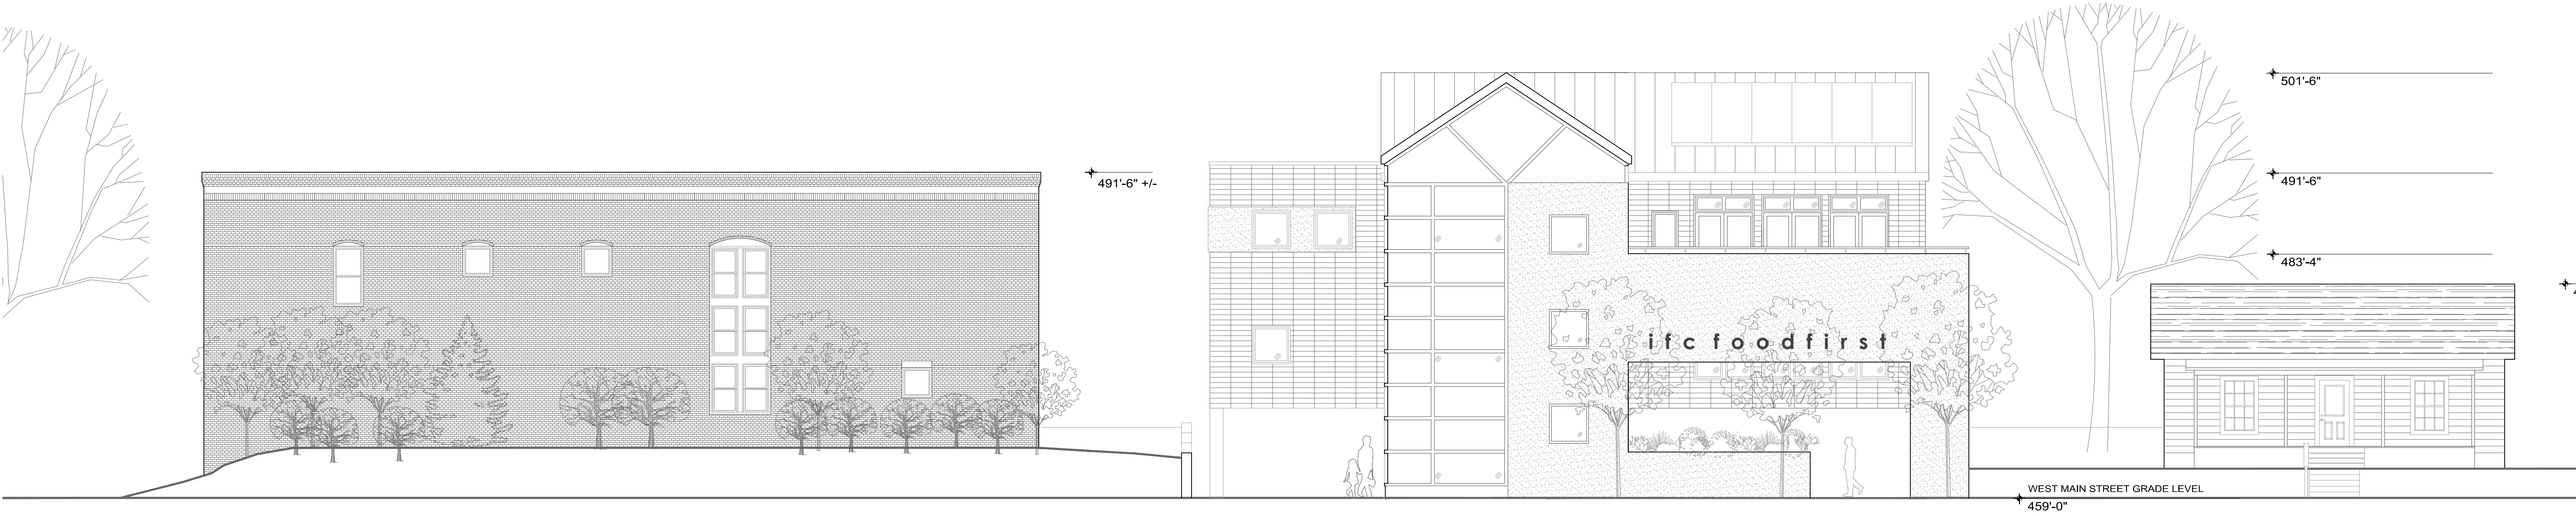 501'-6"
491'-6" +/-
491'-6"
483'-4"
ifc foodfirst
WEST MAIN STREET GRADE LEVEL
459'-0"